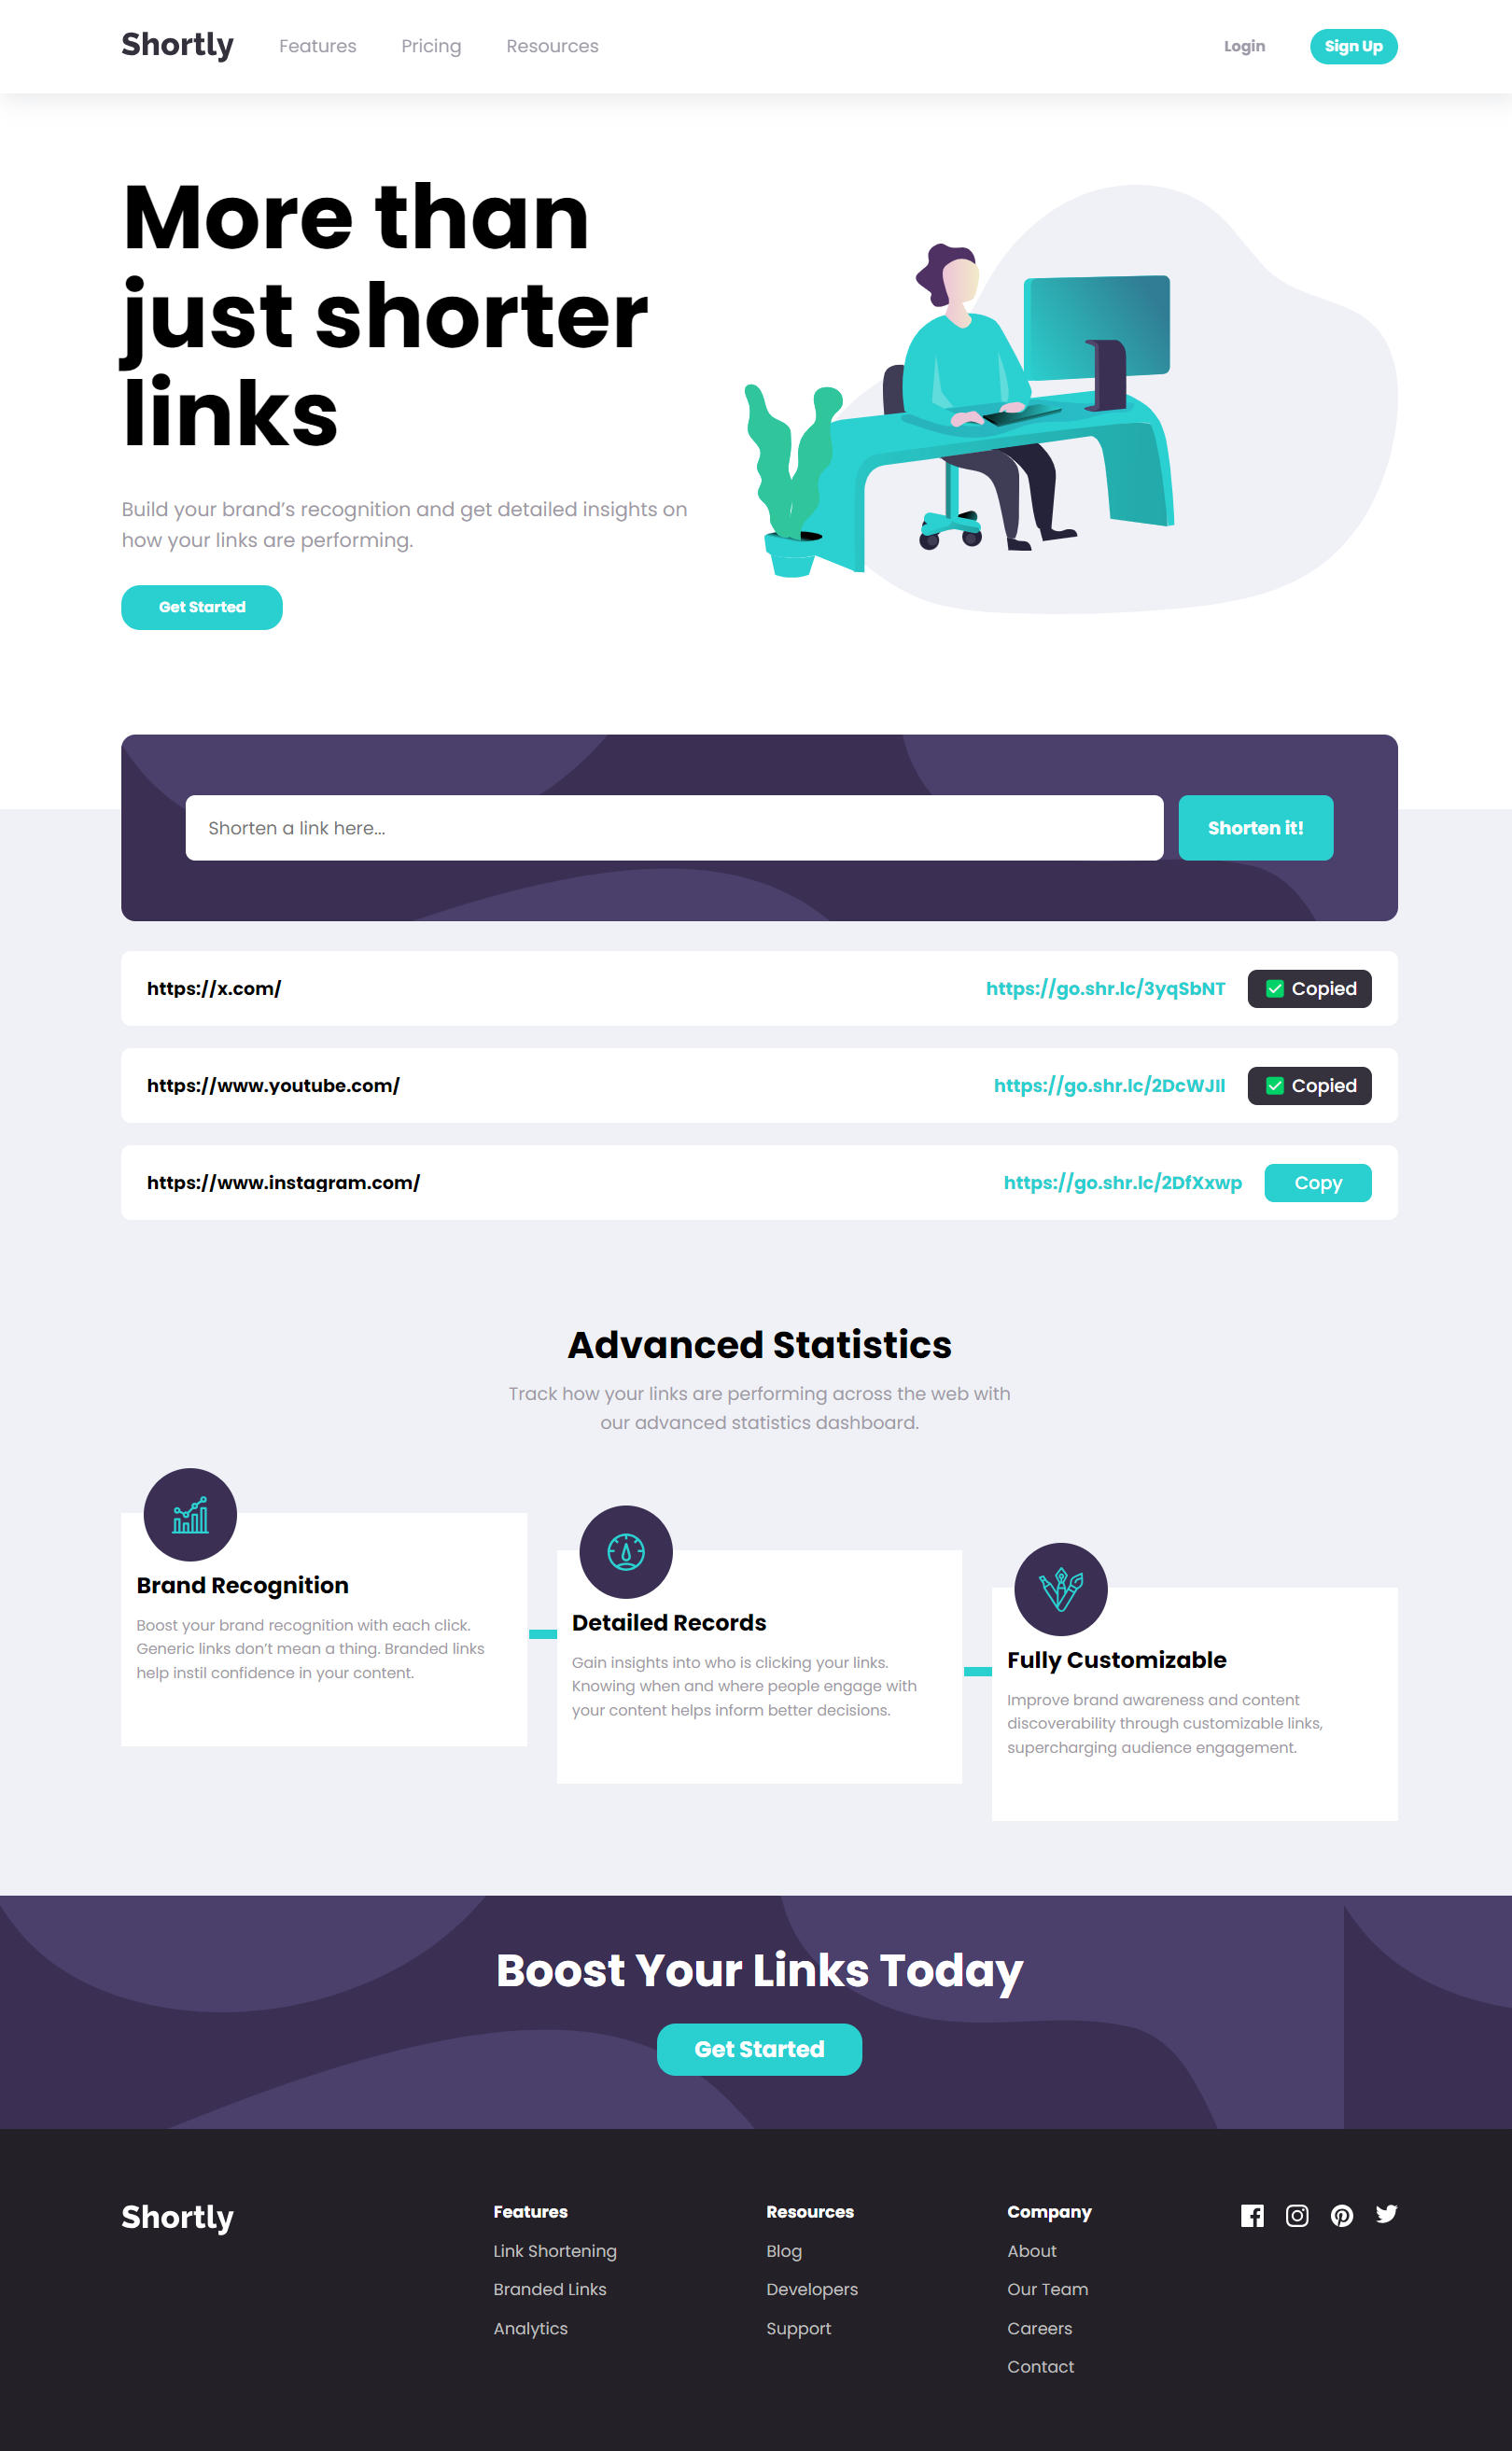 Shortly
Features
Pricing
Resources
Login
Sign Up
More than
just shorter
links
Build your brand’s recognition and get detailed insights on
how your links are performing.
Get Started
Shorten a link here...
Shorten it!
https://x.com/
https://go.shr.lc/3yqSbNT
✅ Copied
https://www.youtube.com/
https://go.shr.lc/2DcWJIl
✅ Copied
https://www.instagram.com/
https://go.shr.lc/2DfXxwp
Copy
Advanced Statistics
Track how your links are performing across the web with
our advanced statistics dashboard.
Brand Recognition
Boost your brand recognition with each click.
Generic links don’t mean a thing. Branded links
help instil confidence in your content.
Detailed Records
Gain insights into who is clicking your links.
Knowing when and where people engage with
your content helps inform better decisions.
Fully Customizable
Improve brand awareness and content
discoverability through customizable links,
supercharging audience engagement.
Boost Your Links Today
Get Started
Shortly
Features
Link Shortening
Branded Links
Analytics
Resources
Blog
Developers
Support
Company
About
Our Team
Careers
Contact